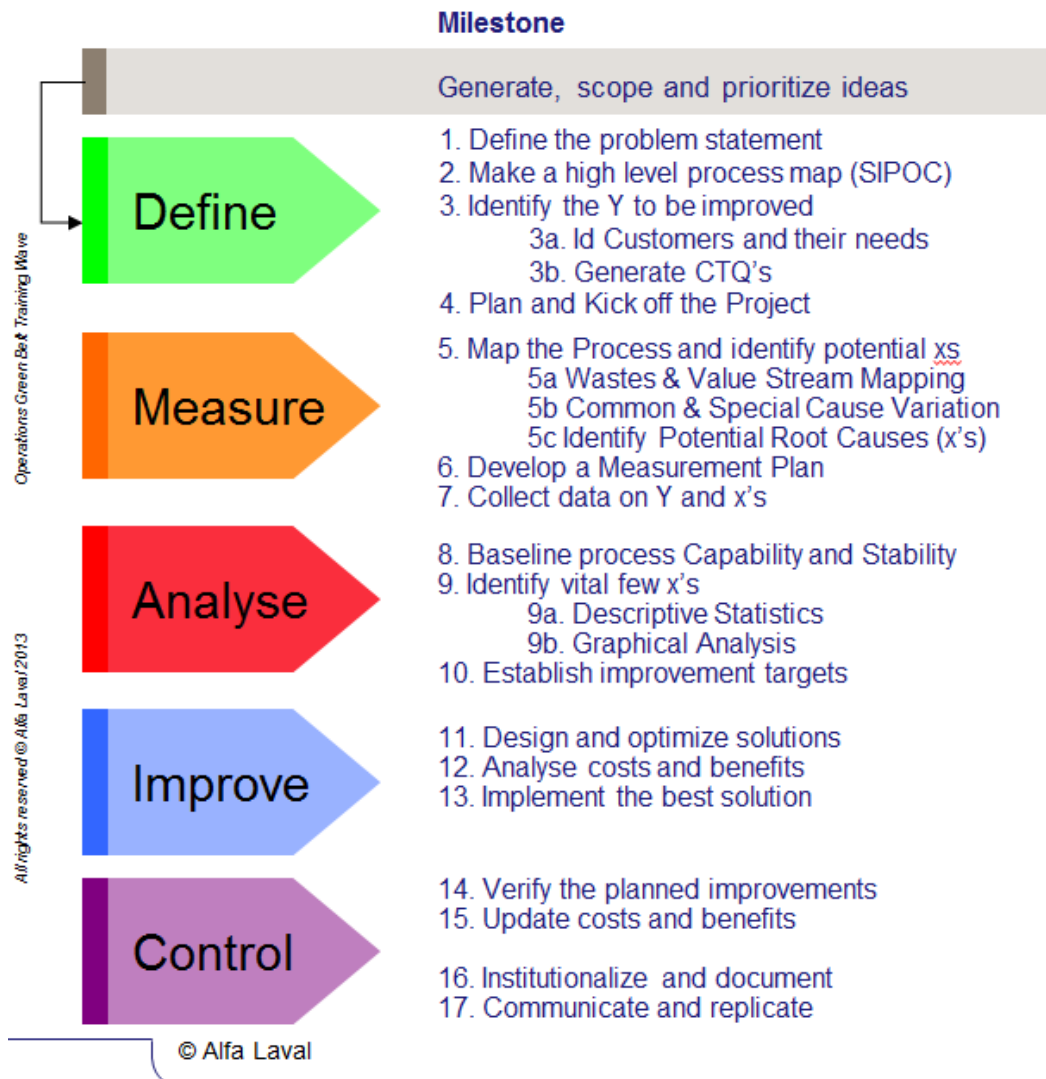 Milestone
Generate, scope and prioritize ideas
Define
1. Define the problem statement
2. Make a high level process map (SIPOC)
3. Identify the Y to be improved
3a. Id Customers and their needs
3b. Generate CTQ's
4. Plan and Kick off the Project
Measure
5. Map the Process and identify potential xs
5a Wastes & Value Stream Mapping
5b Common & Special Cause Variation
5c Identify Potential Root Causes (x's)
6. Develop a Measurement Plan
7. Collect data on Y and x's
Analyse
8. Baseline process Capability and Stability
9. Identify vital few x's
9a. Descriptive Statistics
9b. Graphical Analysis
10. Establish improvement targets
Improve
11. Design and optimize solutions
12. Analyse costs and benefits
13. Implement the best solution
Control
14. Verify the planned improvements
15. Update costs and benefits
16. Institutionalize and document
17. Communicate and replicate
Operations Green Belt Training Wave
All rights reserved © Alfa Laval 2013
© Alfa Laval